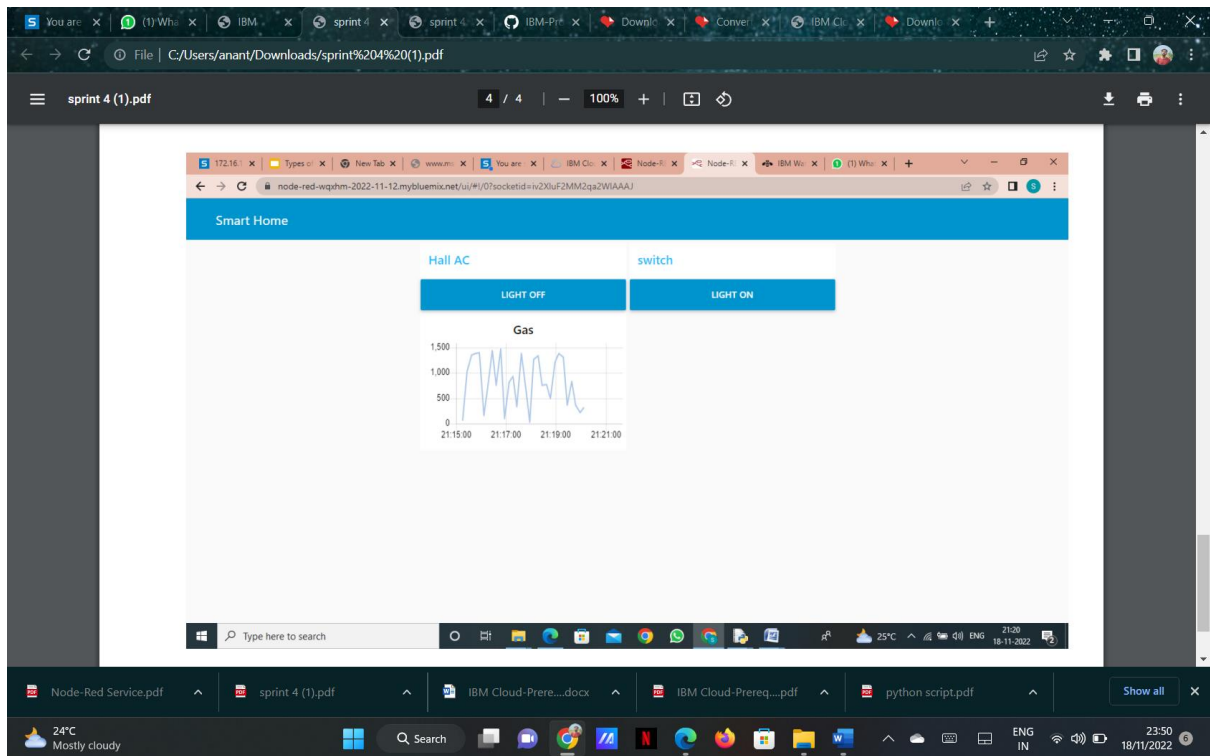 You are (1) Wha IBM sprint 4 sprint 4 IBM-Pr Downlo Conver IBM Clo Downlo
File | C:/Users/anant/Downloads/sprint%204%20(1).pdf
sprint 4 (1).pdf 4 / 4 | 100%
172.16.1 Types of New Tab www.m You are IBM Clo Node-R Node-R IBM Wa (1) Wha
node-red-wqxhm-2022-11-12.mybluemix.net/ui/#!/0?socketid=iv2XluF2MM2qa2WIAAAJ
Smart Home
Hall AC switch
LIGHT OFF LIGHT ON
Gas
1,500
1,000
500
0
21:15:00 21:17:00 21:19:00 21:21:00
Type here to search 25°C ENG 21:20
18-11-2022
Node-Red Service.pdf sprint 4 (1).pdf IBM Cloud-Prere....docx IBM Cloud-Prereq....pdf python script.pdf Show all
24°C
Mostly cloudy
Search
ENG
IN
23:50
18/11/2022
6